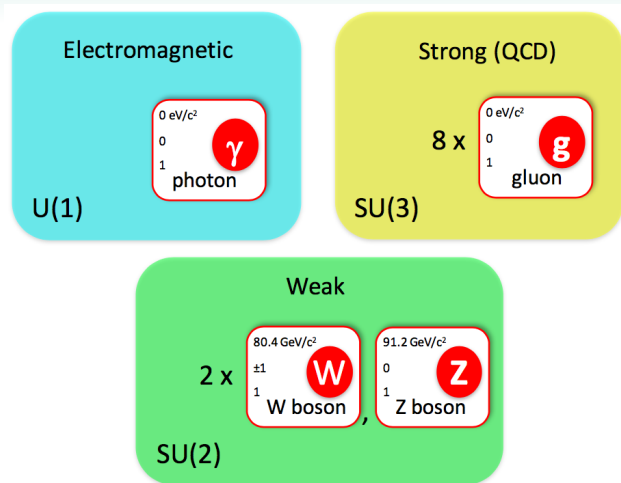 Electromagnetic
0 eV/c²
0
1
γ
photon
U(1)
Strong (QCD)
8 x
0 eV/c²
0
1
g
gluon
SU(3)
Weak
2 x
80.4 GeV/c²
±1
1
W
W boson
,
91.2 GeV/c²
0
1
Z
Z boson
SU(2)